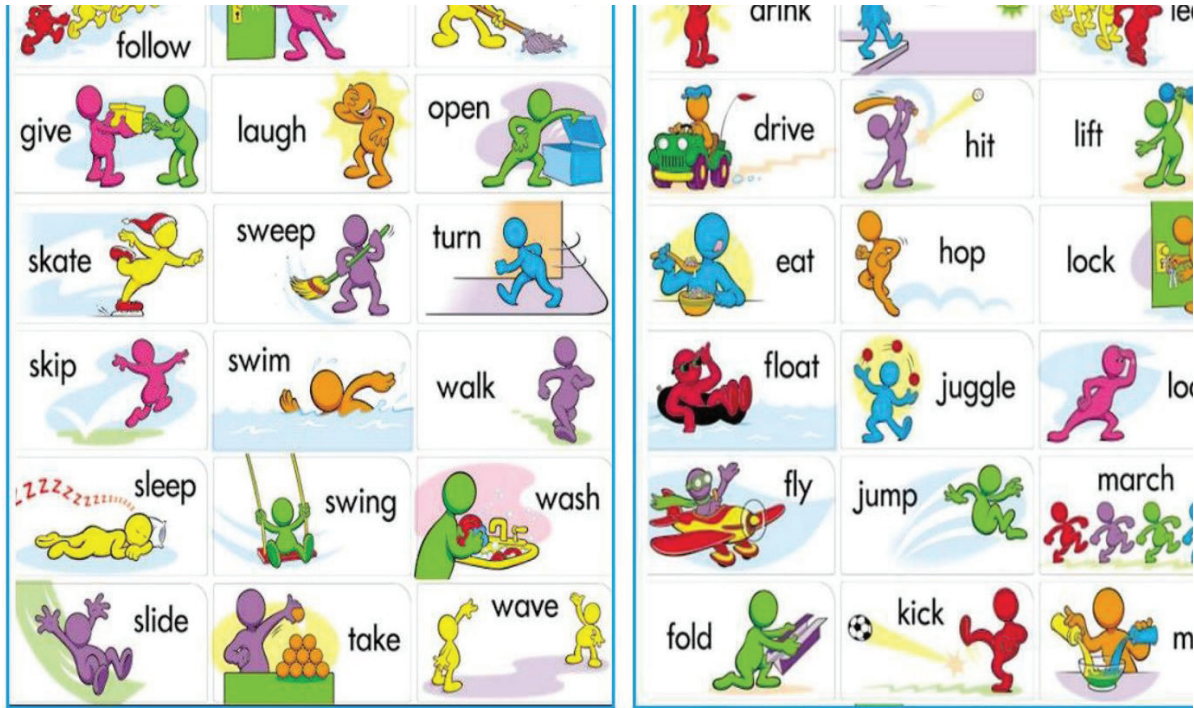 follow
give
laugh
open
skate
sweep
turn
skip
swim
walk
sleep
swing
wash
slide
take
wave
drink
drive
hit
lift
eat
hop
lock
float
juggle
fly
jump
march
fold
kick